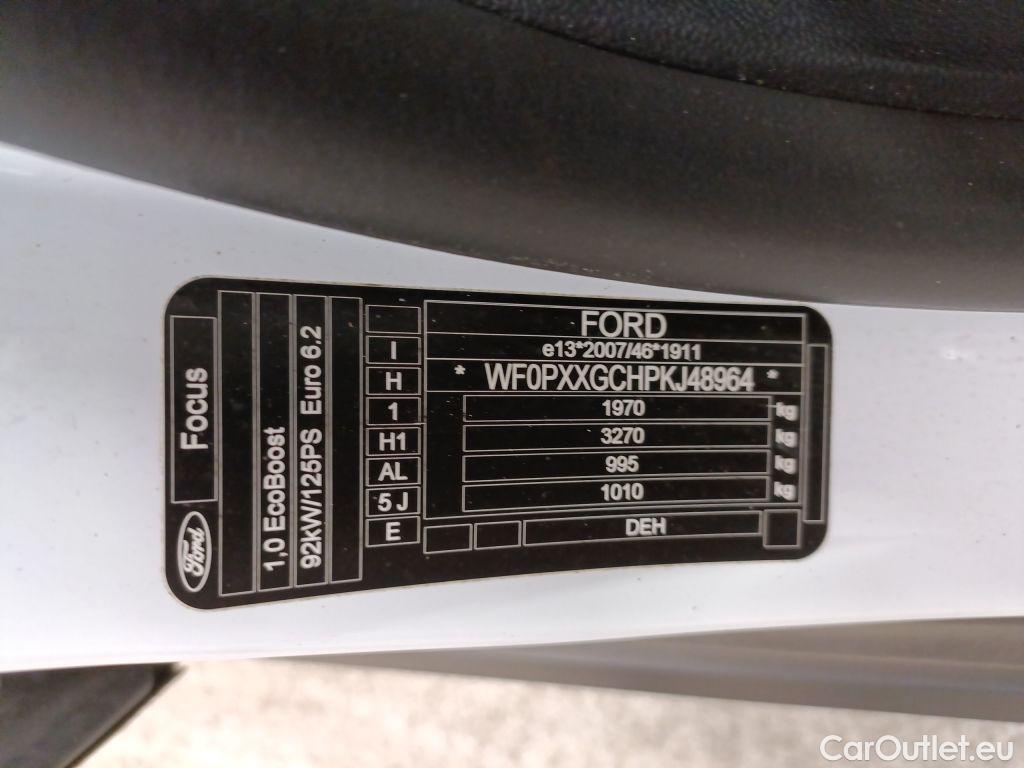 FORD
e13*2007/46*1911
* WF0PXXGCHPKJ48964 *
1970 kg
3270 kg
995 kg
1010 kg
DEH
I
H
1
H1
AL
5 J
E
Ford Focus
1,0 EcoBoost
92kW/125PS Euro 6.2
CarOutlet.eu